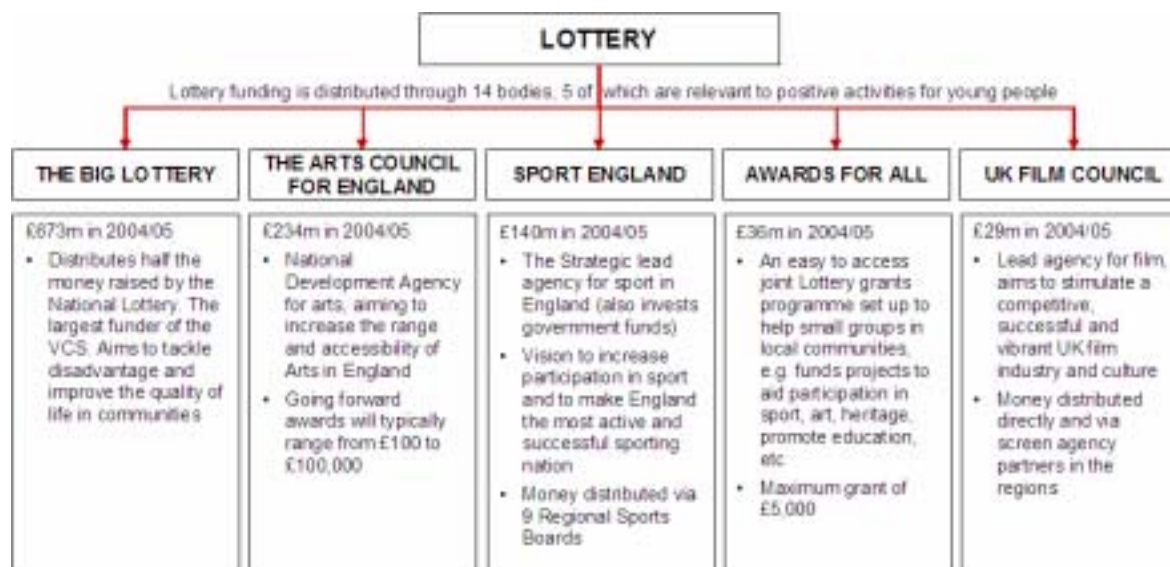 LOTTERY
Lottery funding is distributed through 14 bodies, 5 of which are relevant to positive activities for young people
THE BIG LOTTERY
THE ARTS COUNCIL
FOR ENGLAND
SPORT ENGLAND
AWARDS FOR ALL
UK FILM COUNCIL
£673m in 2004/05
• Distributes half the
money raised by the
National Lottery. The
largest funder of the
VCS. Aims to tackle
disadvantage and
improve the quality of
life in communities
£234m in 2004/05
• National
Development Agency
for arts, aiming to
increase the range
and accessibility of
Arts in England
• Going forward
awards will typically
range from £100 to
£100,000
£140m in 2004/05
• The Strategic lead
agency for sport in
England (also invests
government funds)
• Vision to increase
participation in sport
and to make England
the most active and
successful sporting
nation
• Money distributed via
9 Regional Sports
Boards
£36m in 2004/05
• An easy to access
joint Lottery grants
programme set up to
help small groups in
local communities,
e.g. funds projects to
aid participation in
sport, art, heritage,
promote education,
etc
• Maximum grant of
£5,000
£29m in 2004/05
• Lead agency for film,
aims to stimulate a
competitive,
successful and
vibrant UK film
industry and culture
• Money distributed
directly and via
screen agency
partners in the
regions